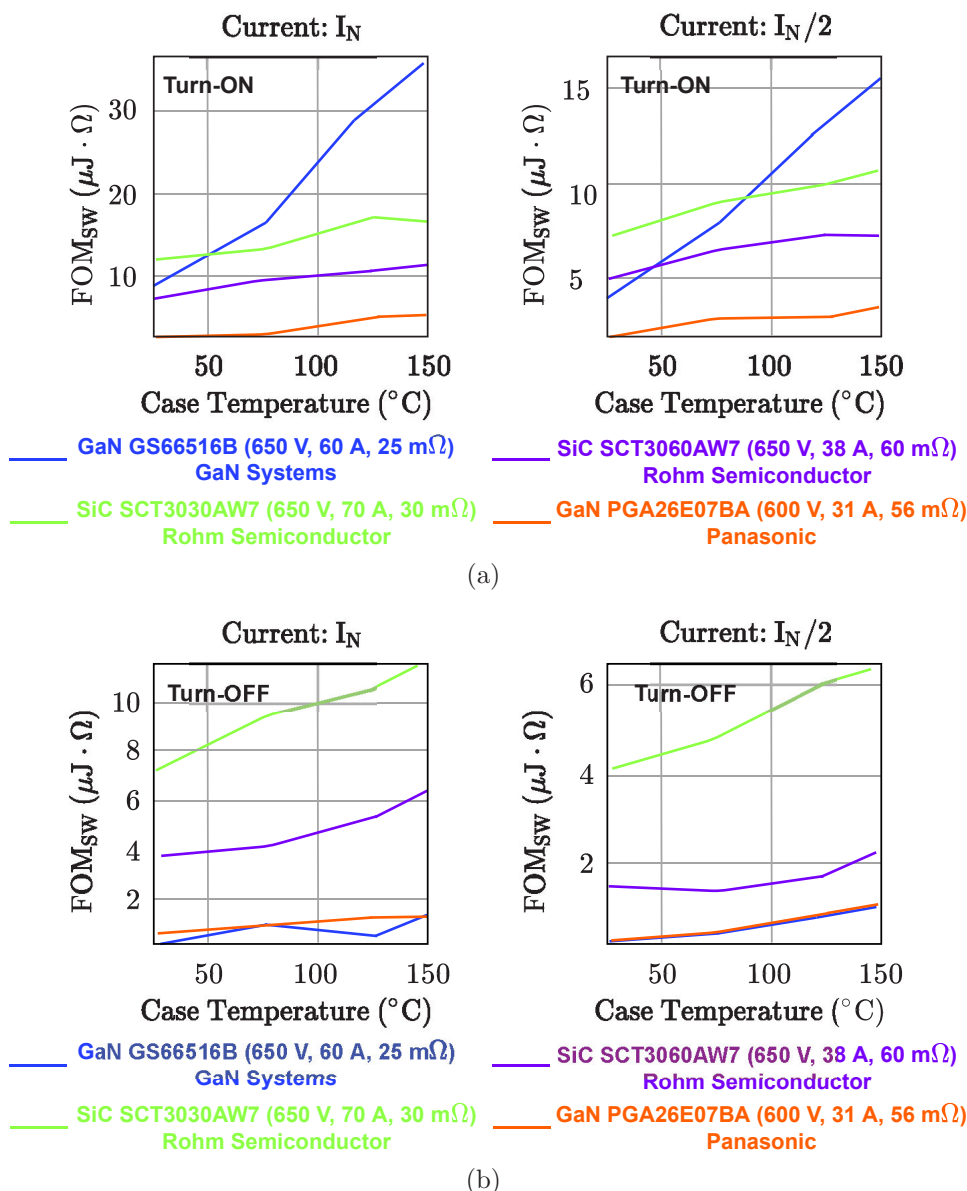 Current: I_N
Current: I_N/2
Turn-ON
Turn-ON
FOM_SW (µJ · Ω)
30
20
10
50 100 150
Case Temperature (°C)
FOM_SW (µJ · Ω)
15
10
5
50 100 150
Case Temperature (°C)
GaN GS66516B (650 V, 60 A, 25 mΩ)
GaN Systems
SiC SCT3060AW7 (650 V, 38 A, 60 mΩ)
Rohm Semiconductor
SiC SCT3030AW7 (650 V, 70 A, 30 mΩ)
Rohm Semiconductor
GaN PGA26E07BA (600 V, 31 A, 56 mΩ)
Panasonic
(a)
Current: I_N
Current: I_N/2
Turn-OFF
Turn-OFF
FOM_SW (µJ · Ω)
10
8
6
4
2
50 100 150
Case Temperature (°C)
FOM_SW (µJ · Ω)
6
4
2
50 100 150
Case Temperature (°C)
GaN GS66516B (650 V, 60 A, 25 mΩ)
GaN Systems
SiC SCT3060AW7 (650 V, 38 A, 60 mΩ)
Rohm Semiconductor
SiC SCT3030AW7 (650 V, 70 A, 30 mΩ)
Rohm Semiconductor
GaN PGA26E07BA (600 V, 31 A, 56 mΩ)
Panasonic
(b)